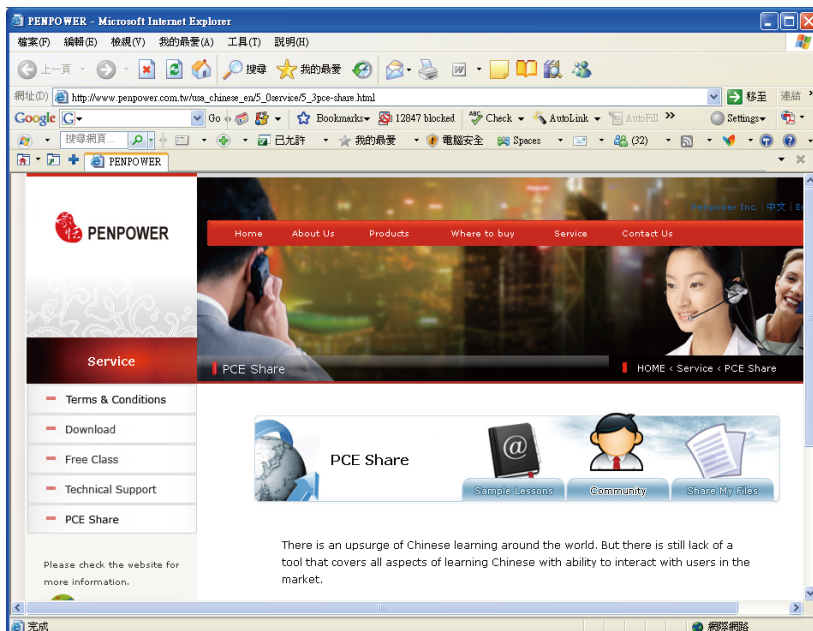 PENPOWER - Microsoft Internet Explorer
檔案(F) 編輯(E) 檢視(V) 我的最愛(A) 工具(T) 說明(H)
上一頁 搜尋 我的最愛
網址(D) http://www.penpower.com.tw/usa_chinese_en/5_0service/5_3pce-share.html 移至 連結 »
Google G Go Bookmarks 12847 blocked ABC Check AutoLink AutoFill » Settings
搜尋網頁... 已允許 我的最愛 電腦安全 Spaces (32)
PENPOWER
Penpower Inc. | 中文 | E
蒙恬 PENPOWER
Home About Us Products Where to buy Service Contact Us
Service
PCE Share
HOME ‹ Service ‹ PCE Share
Terms & Conditions
Download
Free Class
Technical Support
PCE Share
Please check the website for
more information.
PCE Share
@
Sample Lessons Community Share My Files
There is an upsurge of Chinese learning around the world. But there is still lack of a
tool that covers all aspects of learning Chinese with ability to interact with users in the
market.
完成 網際網路